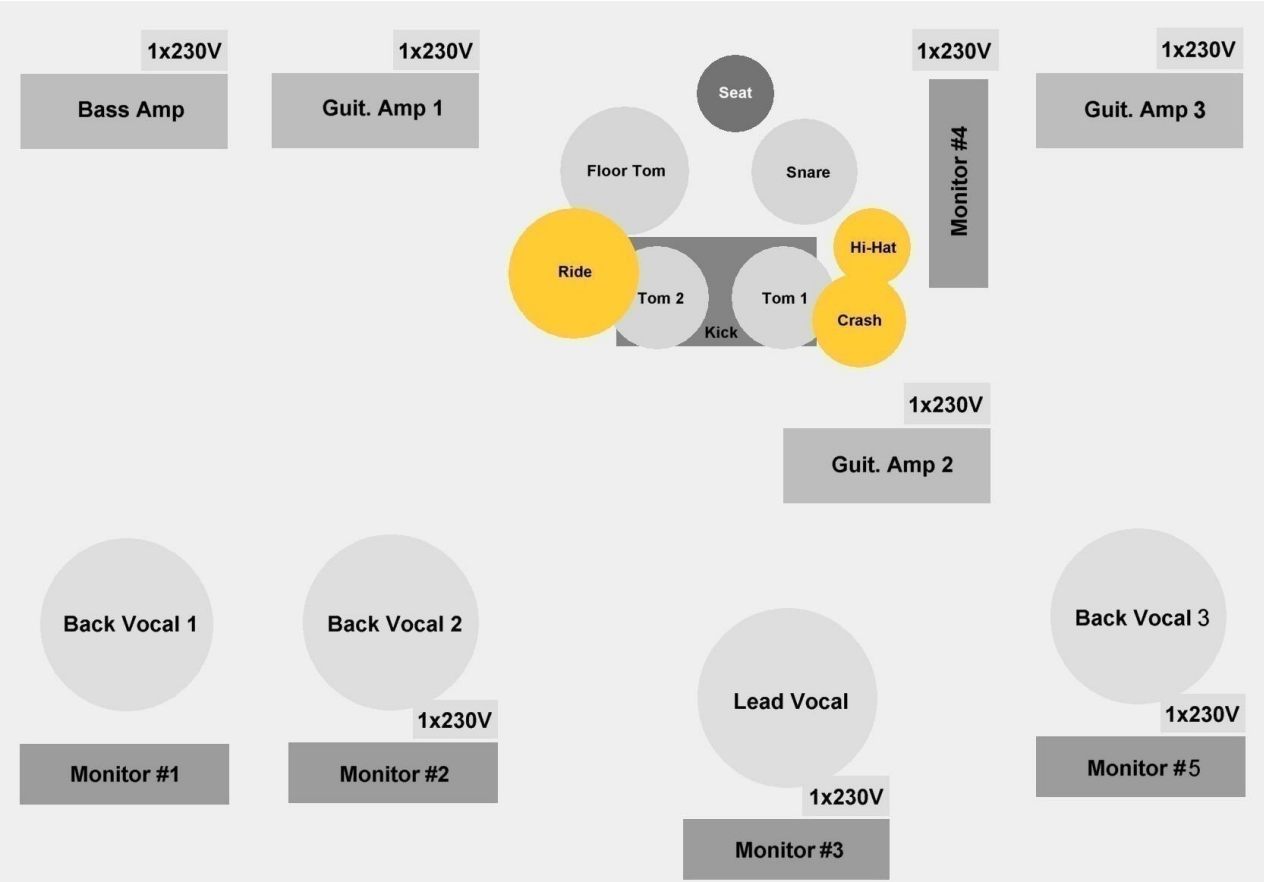 1x230V
1x230V
1x230V
1x230V
Bass Amp
Guit. Amp 1
Seat
Monitor #4
Guit. Amp 3
Floor Tom
Snare
Hi-Hat
Ride
Tom 2
Tom 1
Kick
Crash
1x230V
Guit. Amp 2
Back Vocal 1
Back Vocal 2
Back Vocal 3
Lead Vocal
1x230V
1x230V
Monitor #1
Monitor #2
Monitor #5
1x230V
Monitor #3